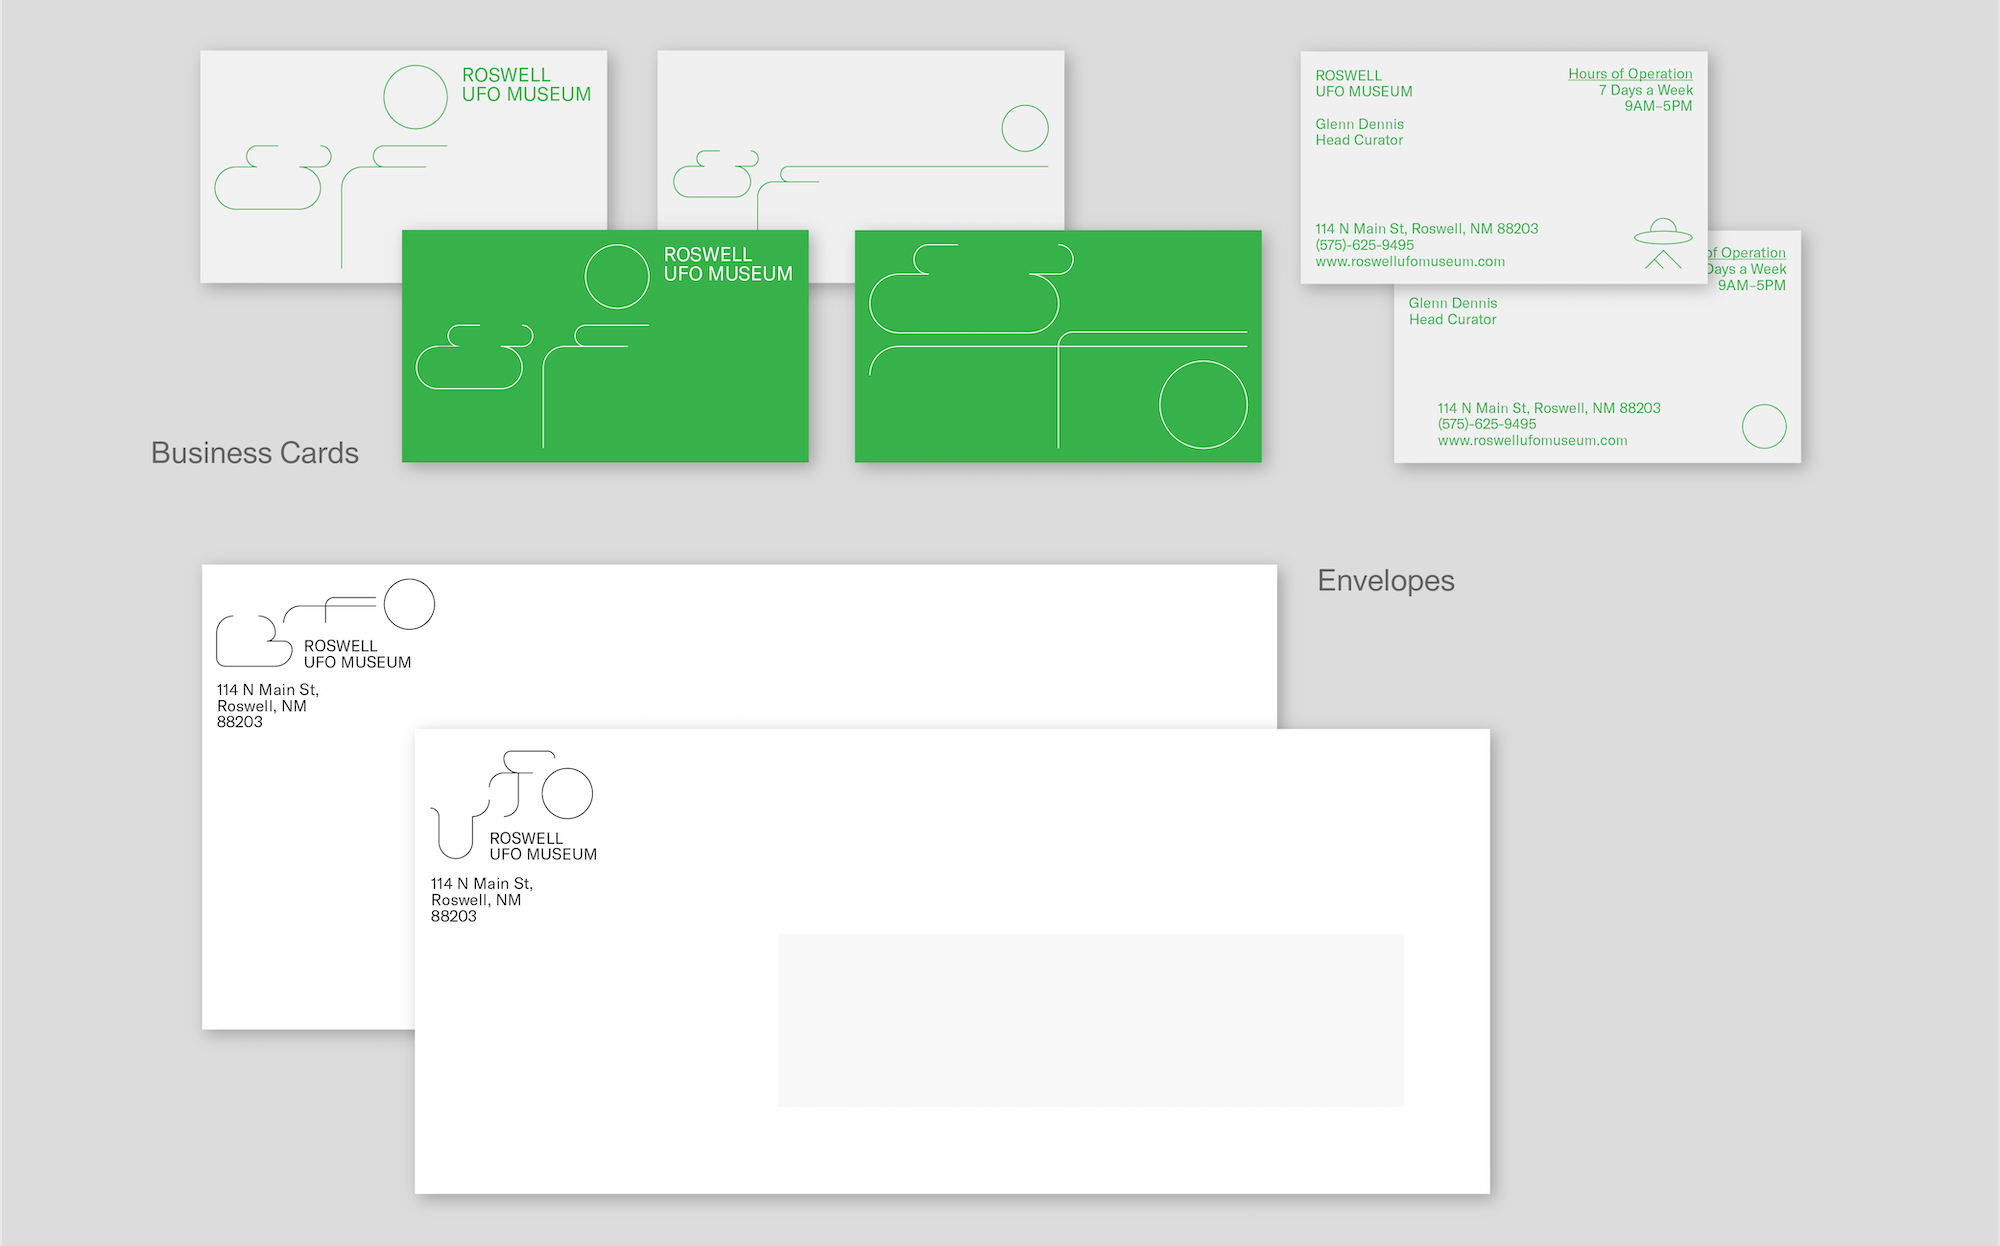 ROSWELL
UFO MUSEUM
ROSWELL
UFO MUSEUM
ROSWELL
UFO MUSEUM
Hours of Operation
7 Days a Week
9AM–5PM
Glenn Dennis
Head Curator
114 N Main St, Roswell, NM 88203
(575)-625-9495
www.roswellufomuseum.com
of Operation
Days a Week
9AM–5PM
Glenn Dennis
Head Curator
114 N Main St, Roswell, NM 88203
(575)-625-9495
www.roswellufomuseum.com
Business Cards
Envelopes
ROSWELL
UFO MUSEUM
114 N Main St,
Roswell, NM
88203
UFO
ROSWELL
UFO MUSEUM
114 N Main St,
Roswell, NM
88203